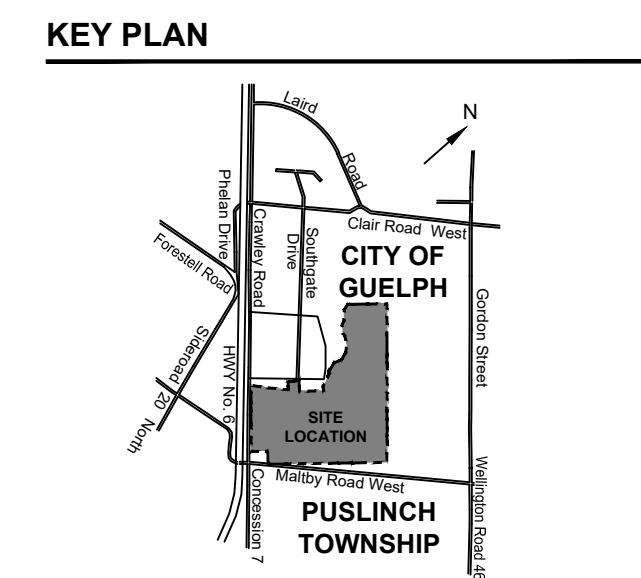 KEY PLAN
Laird
Road
N
Phelan Drive
Crawley Road
Southgate
Drive
Clair Road West
Forestell Road
CITY OF
GUELPH
Gordon Street
Sideroad
20 North
HWY No. 6
SITE
LOCATION
Maltby Road West
Concession 7
Wellington Road 46
PUSLINCH
TOWNSHIP